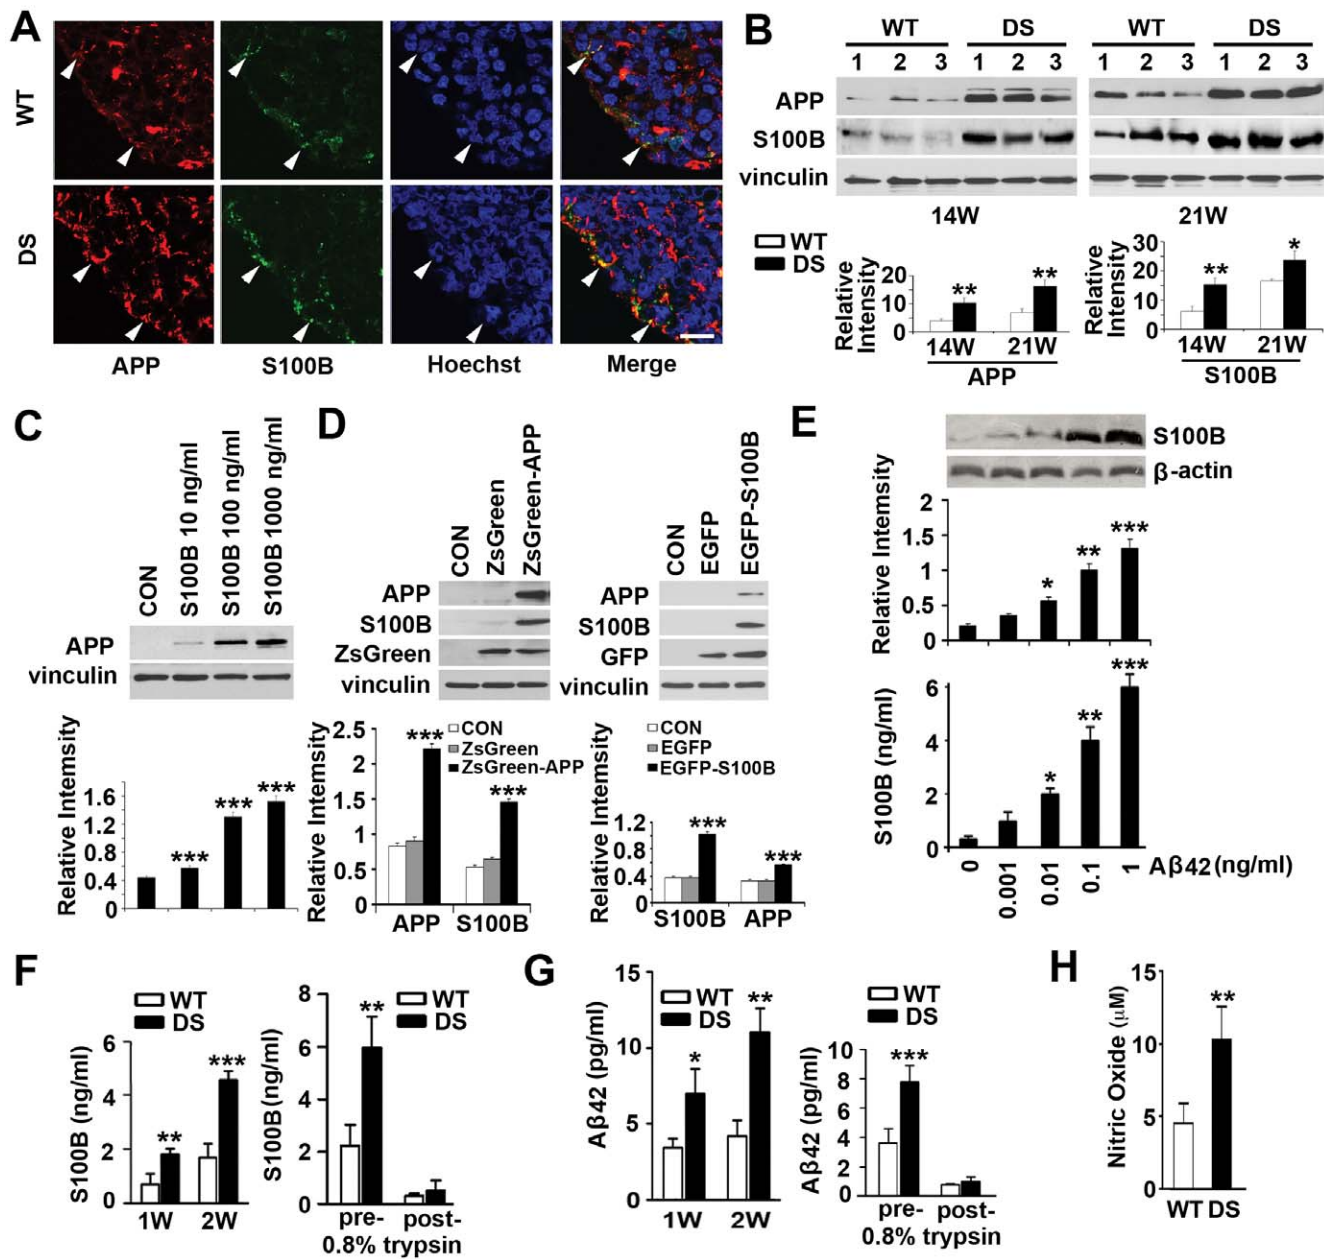 A
WT
DS
APP
S100B
Hoechst
Merge
B
WT DS WT DS
1 2 3 1 2 3 1 2 3 1 2 3
APP
S100B
vinculin
14W 21W
WT
DS
Relative
Intensity
20
10
0
** **
14W 21W
APP
Relative
Intensity
30
20
10
0
** *
14W 21W
S100B
C
CON
S100B 10 ng/ml
S100B 100 ng/ml
S100B 1000 ng/ml
APP
vinculin
Relative Intemsity
1.6
1.2
0.8
0.4
0
*** *** ***
D
CON
ZsGreen
ZsGreen-APP
APP
S100B
ZsGreen
vinculin
CON
EGFP
EGFP-S100B
APP
S100B
GFP
vinculin
Relative Intemsity
2.5
2
1.5
1
0.5
0
*** ***
CON
ZsGreen
ZsGreen-APP
APP S100B
CON
EGFP
EGFP-S100B
Relative Intemsity
1.2
0.8
0.4
0
*** ***
S100B APP
E
S100B
β-actin
Relative Intemsity
2
1.5
1
0.5
0
* ** ***
S100B (ng/ml)
6
4
2
0
* ** ***
0 0.001 0.01 0.1 1 Aβ42 (ng/ml)
F
WT
DS
S100B (ng/ml)
6
4
2
0
** ***
1W 2W
WT
DS
S100B (ng/ml)
8
6
4
2
0
**
pre- post-
0.8% trypsin
G
WT
DS
Aβ42 (pg/ml)
15
10
5
0
* **
1W 2W
WT
DS
Aβ42 (pg/ml)
10
8
6
4
2
0
***
pre- post-
0.8% trypsin
H
Nitric Oxide (μM)
15
10
5
0
**
WT DS